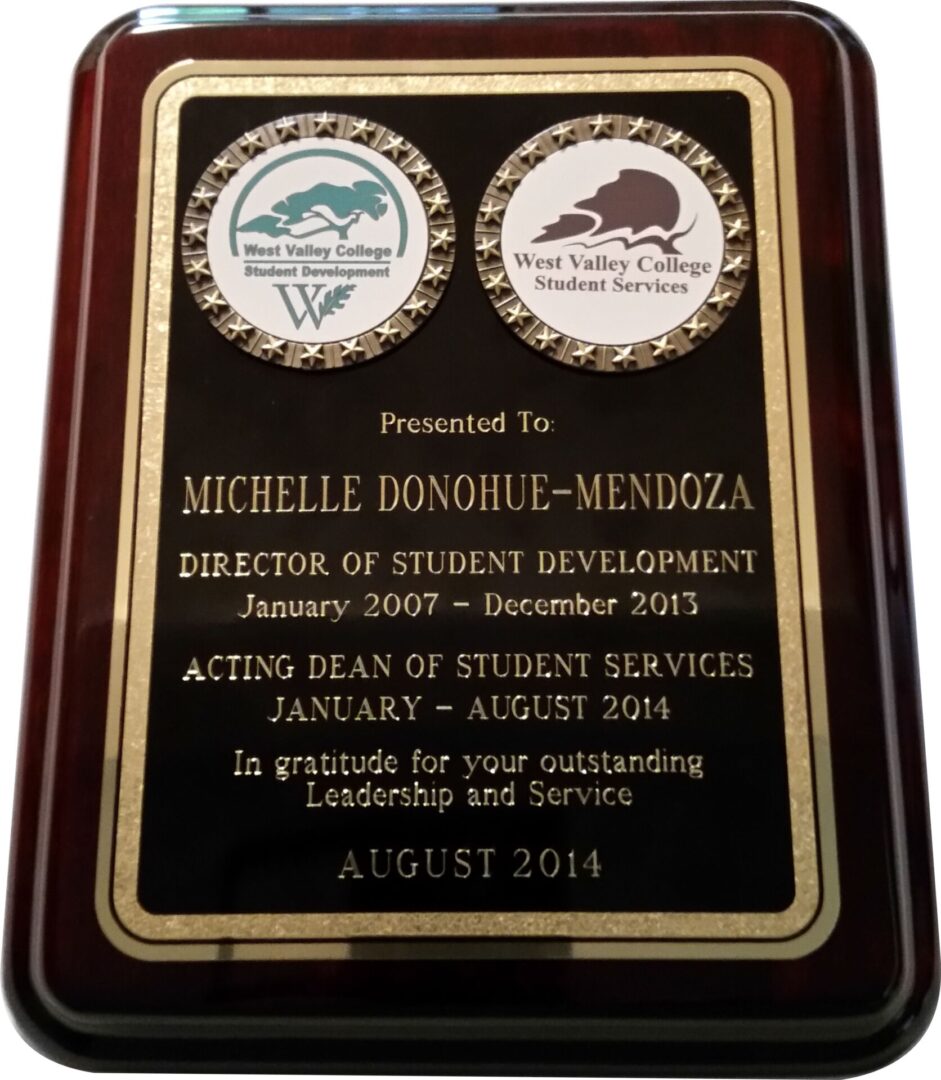 West Valley College
Student Development
W
West Valley College
Student Services
Presented To:
MICHELLE DONOHUE-MENDOZA
DIRECTOR OF STUDENT DEVELOPMENT
January 2007 - December 2013
ACTING DEAN OF STUDENT SERVICES
JANUARY - AUGUST 2014
In gratitude for your outstanding
Leadership and Service
AUGUST 2014